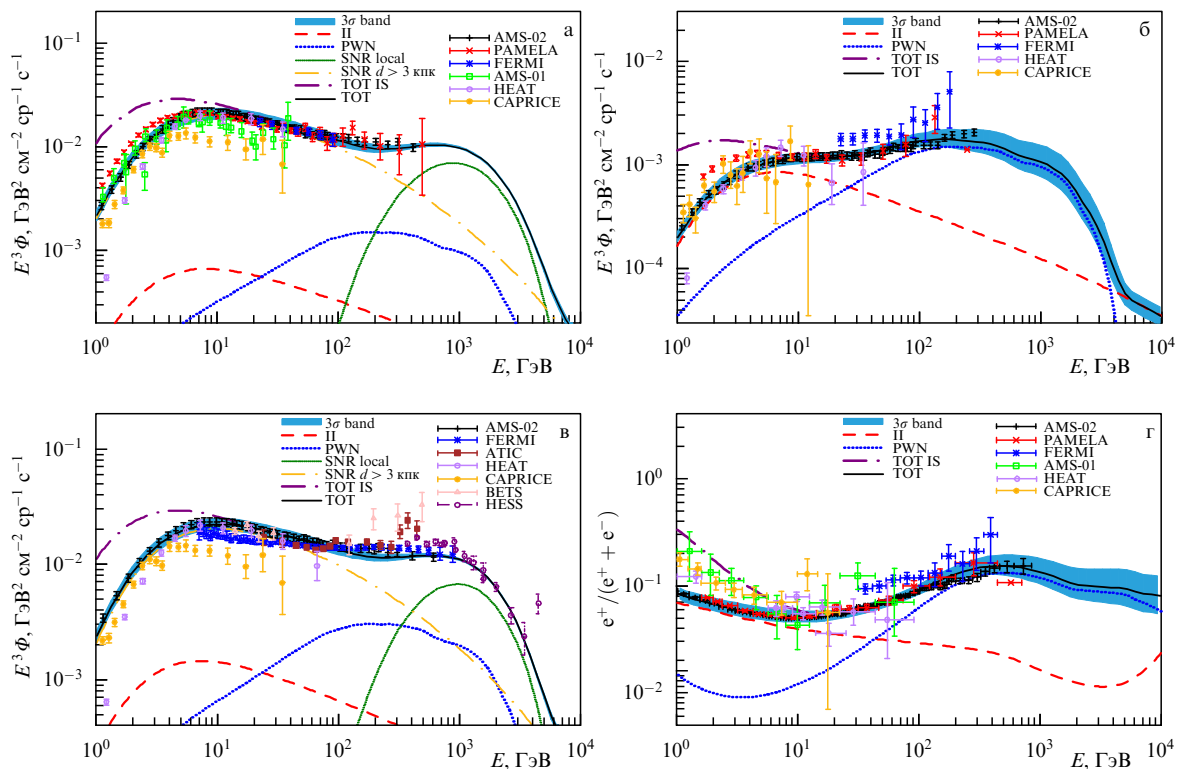 а
3σ band
II
PWN
SNR local
SNR d > 3 кпк
TOT IS
TOT
AMS-02
PAMELA
FERMI
AMS-01
HEAT
CAPRICE
10⁻¹
10⁻²
10⁻³
E³Φ, ГэВ² см⁻² ср⁻¹ с⁻¹
10⁰ 10¹ 10² 10³ 10⁴
E, ГэВ
б
3σ band
II
PWN
TOT IS
TOT
AMS-02
PAMELA
FERMI
HEAT
CAPRICE
10⁻²
10⁻³
10⁻⁴
E³Φ, ГэВ² см⁻² ср⁻¹ с⁻¹
10⁰ 10¹ 10² 10³ 10⁴
E, ГэВ
в
3σ band
II
PWN
SNR local
SNR d > 3 кпк
TOT IS
TOT
AMS-02
FERMI
ATIC
HEAT
CAPRICE
BETS
HESS
10⁻¹
10⁻²
10⁻³
E³Φ, ГэВ² см⁻² ср⁻¹ с⁻¹
10⁰ 10¹ 10² 10³ 10⁴
E, ГэВ
г
3σ band
II
PWN
TOT IS
TOT
AMS-02
PAMELA
FERMI
AMS-01
HEAT
CAPRICE
10⁰
10⁻¹
10⁻²
e⁺/(e⁺ + e⁻)
10⁰ 10¹ 10² 10³ 10⁴
E, ГэВ